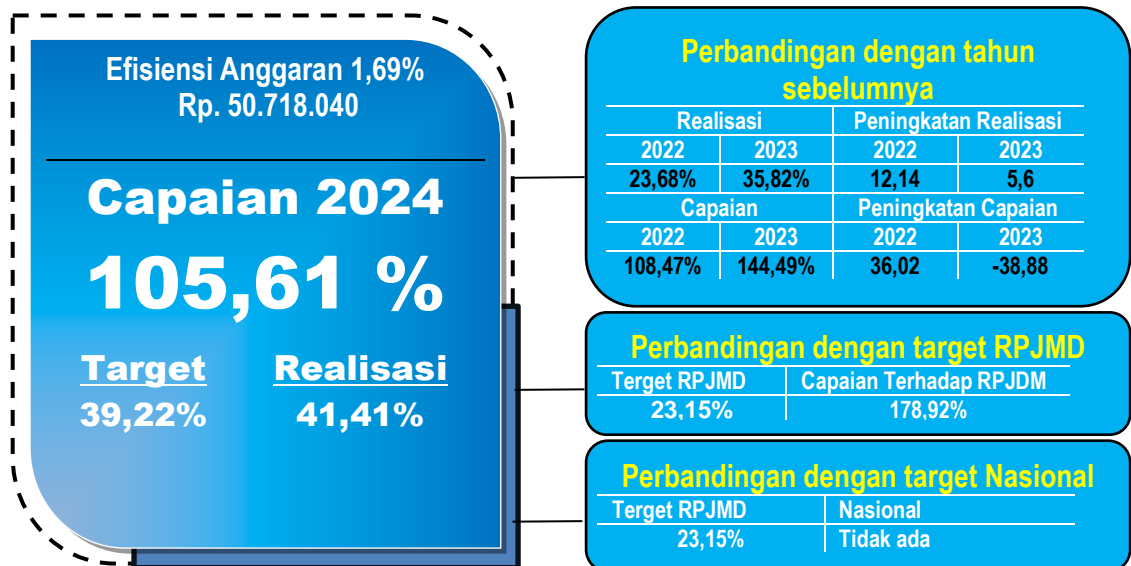 Efisiensi Anggaran 1,69%
Rp. 50.718.040
Capaian 2024
105,61 %
Target Realisasi
39,22% 41,41%
Perbandingan dengan tahun
sebelumnya
Realisasi Peningkatan Realisasi
2022 2023 2022 2023
23,68% 35,82% 12,14 5,6
Capaian Peningkatan Capaian
2022 2023 2022 2023
108,47% 144,49% 36,02 -38,88
Perbandingan dengan target RPJMD
Terget RPJMD Capaian Terhadap RPJDM
23,15% 178,92%
Perbandingan dengan target Nasional
Terget RPJMD Nasional
23,15% Tidak ada